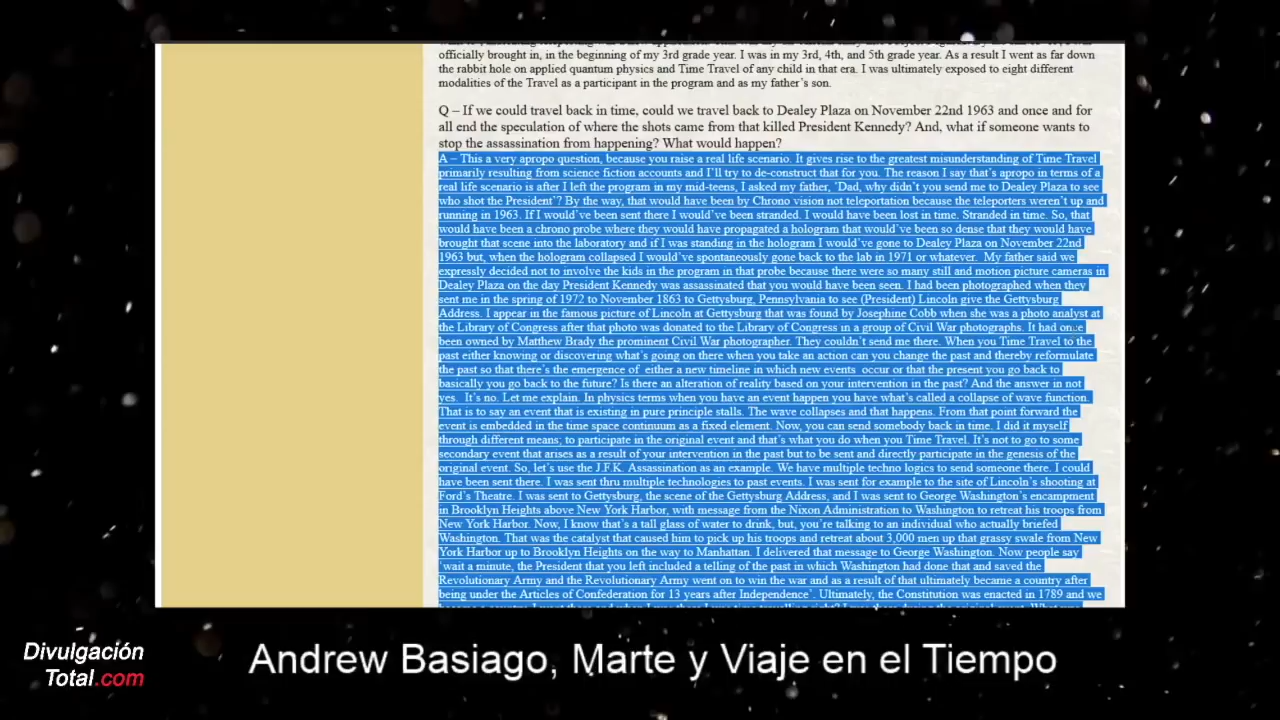 officially brought in, in the beginning of my 3rd grade year. I was in my 3rd, 4th, and 5th grade year. As a result I went as far down
the rabbit hole on applied quantum physics and Time Travel of any child in that era. I was ultimately exposed to eight different
modalities of the Travel as a participant in the program and as my father's son.
Q – If we could travel back in time, could we travel back to Dealey Plaza on November 22nd 1963 and once and for
all end the speculation of where the shots came from that killed President Kennedy? And, what if someone wants to
stop the assassination from happening? What would happen?
A – This a very apropo question, because you raise a real life scenario. It gives rise to the greatest misunderstanding of Time Travel
primarily resulting from science fiction accounts and I'll try to de-construct that for you. The reason I say that's apropo in terms of a
real life scenario is after I left the program in my mid-teens, I asked my father, 'Dad, why didn't you send me to Dealey Plaza to see
who shot the President'? By the way, that would have been by Chrono vision not teleportation because the teleporters weren't up and
running in 1963. If I would've been sent there I would've been stranded. I would have been lost in time. Stranded in time. So, that
would have been a chrono probe where they would have propagated a hologram that would've been so dense that they would have
brought that scene into the laboratory and if I was standing in the hologram I would've gone to Dealey Plaza on November 22nd
1963 but, when the hologram collapsed I would've spontaneously gone back to the lab in 1971 or whatever. My father said we
expressly decided not to involve the kids in the program in that probe because there were so many still and motion picture cameras in
Dealey Plaza on the day President Kennedy was assassinated that you would have been seen. I had been photographed when they
sent me in the spring of 1972 to November 1863 to Gettysburg, Pennsylvania to see (President) Lincoln give the Gettysburg
Address. I appear in the famous picture of Lincoln at Gettysburg that was found by Josephine Cobb when she was a photo analyst at
the Library of Congress after that photo was donated to the Library of Congress in a group of Civil War photographs. It had once
been owned by Matthew Brady the prominent Civil War photographer. They couldn't send me there. When you Time Travel to the
past either knowing or discovering what's going on there when you take an action can you change the past and thereby reformulate
the past so that there's the emergence of either a new timeline in which new events occur or that the present you go back to
basically you go back to the future? Is there an alteration of reality based on your intervention in the past? And the answer in not
yes. It's no. Let me explain. In physics terms when you have an event happen you have what's called a collapse of wave function.
That is to say an event that is existing in pure principle stalls. The wave collapses and that happens. From that point forward the
event is embedded in the time space continuum as a fixed element. Now, you can send somebody back in time. I did it myself
through different means; to participate in the original event and that's what you do when you Time Travel. It's not to go to some
secondary event that arises as a result of your intervention in the past but to be sent and directly participate in the genesis of the
original event. So, let's use the J.F.K. Assassination as an example. We have multiple techno logics to send someone there. I could
have been sent there. I was sent thru multiple technologies to past events. I was sent for example to the site of Lincoln's shooting at
Ford's Theatre. I was sent to Gettysburg, the scene of the Gettysburg Address, and I was sent to George Washington's encampment
in Brooklyn Heights above New York Harbor, with message from the Nixon Administration to Washington to retreat his troops from
New York Harbor. Now, I know that's a tall glass of water to drink, but, you're talking to an individual who actually briefed
Washington. That was the catalyst that caused him to pick up his troops and retreat about 3,000 men up that grassy swale from New
York Harbor up to Brooklyn Heights on the way to Manhattan. I delivered that message to George Washington. Now people say
'wait a minute, the President that you left included a telling of the past in which Washington had done that and saved the
Revolutionary Army and the Revolutionary Army went on to win the war and as a result of that ultimately became a country after
being under the Articles of Confederation for 13 years after Independence'. Ultimately, the Constitution was enacted in 1789 and we
Divulgación
Total.com
Andrew Basiago, Marte y Viaje en el Tiempo